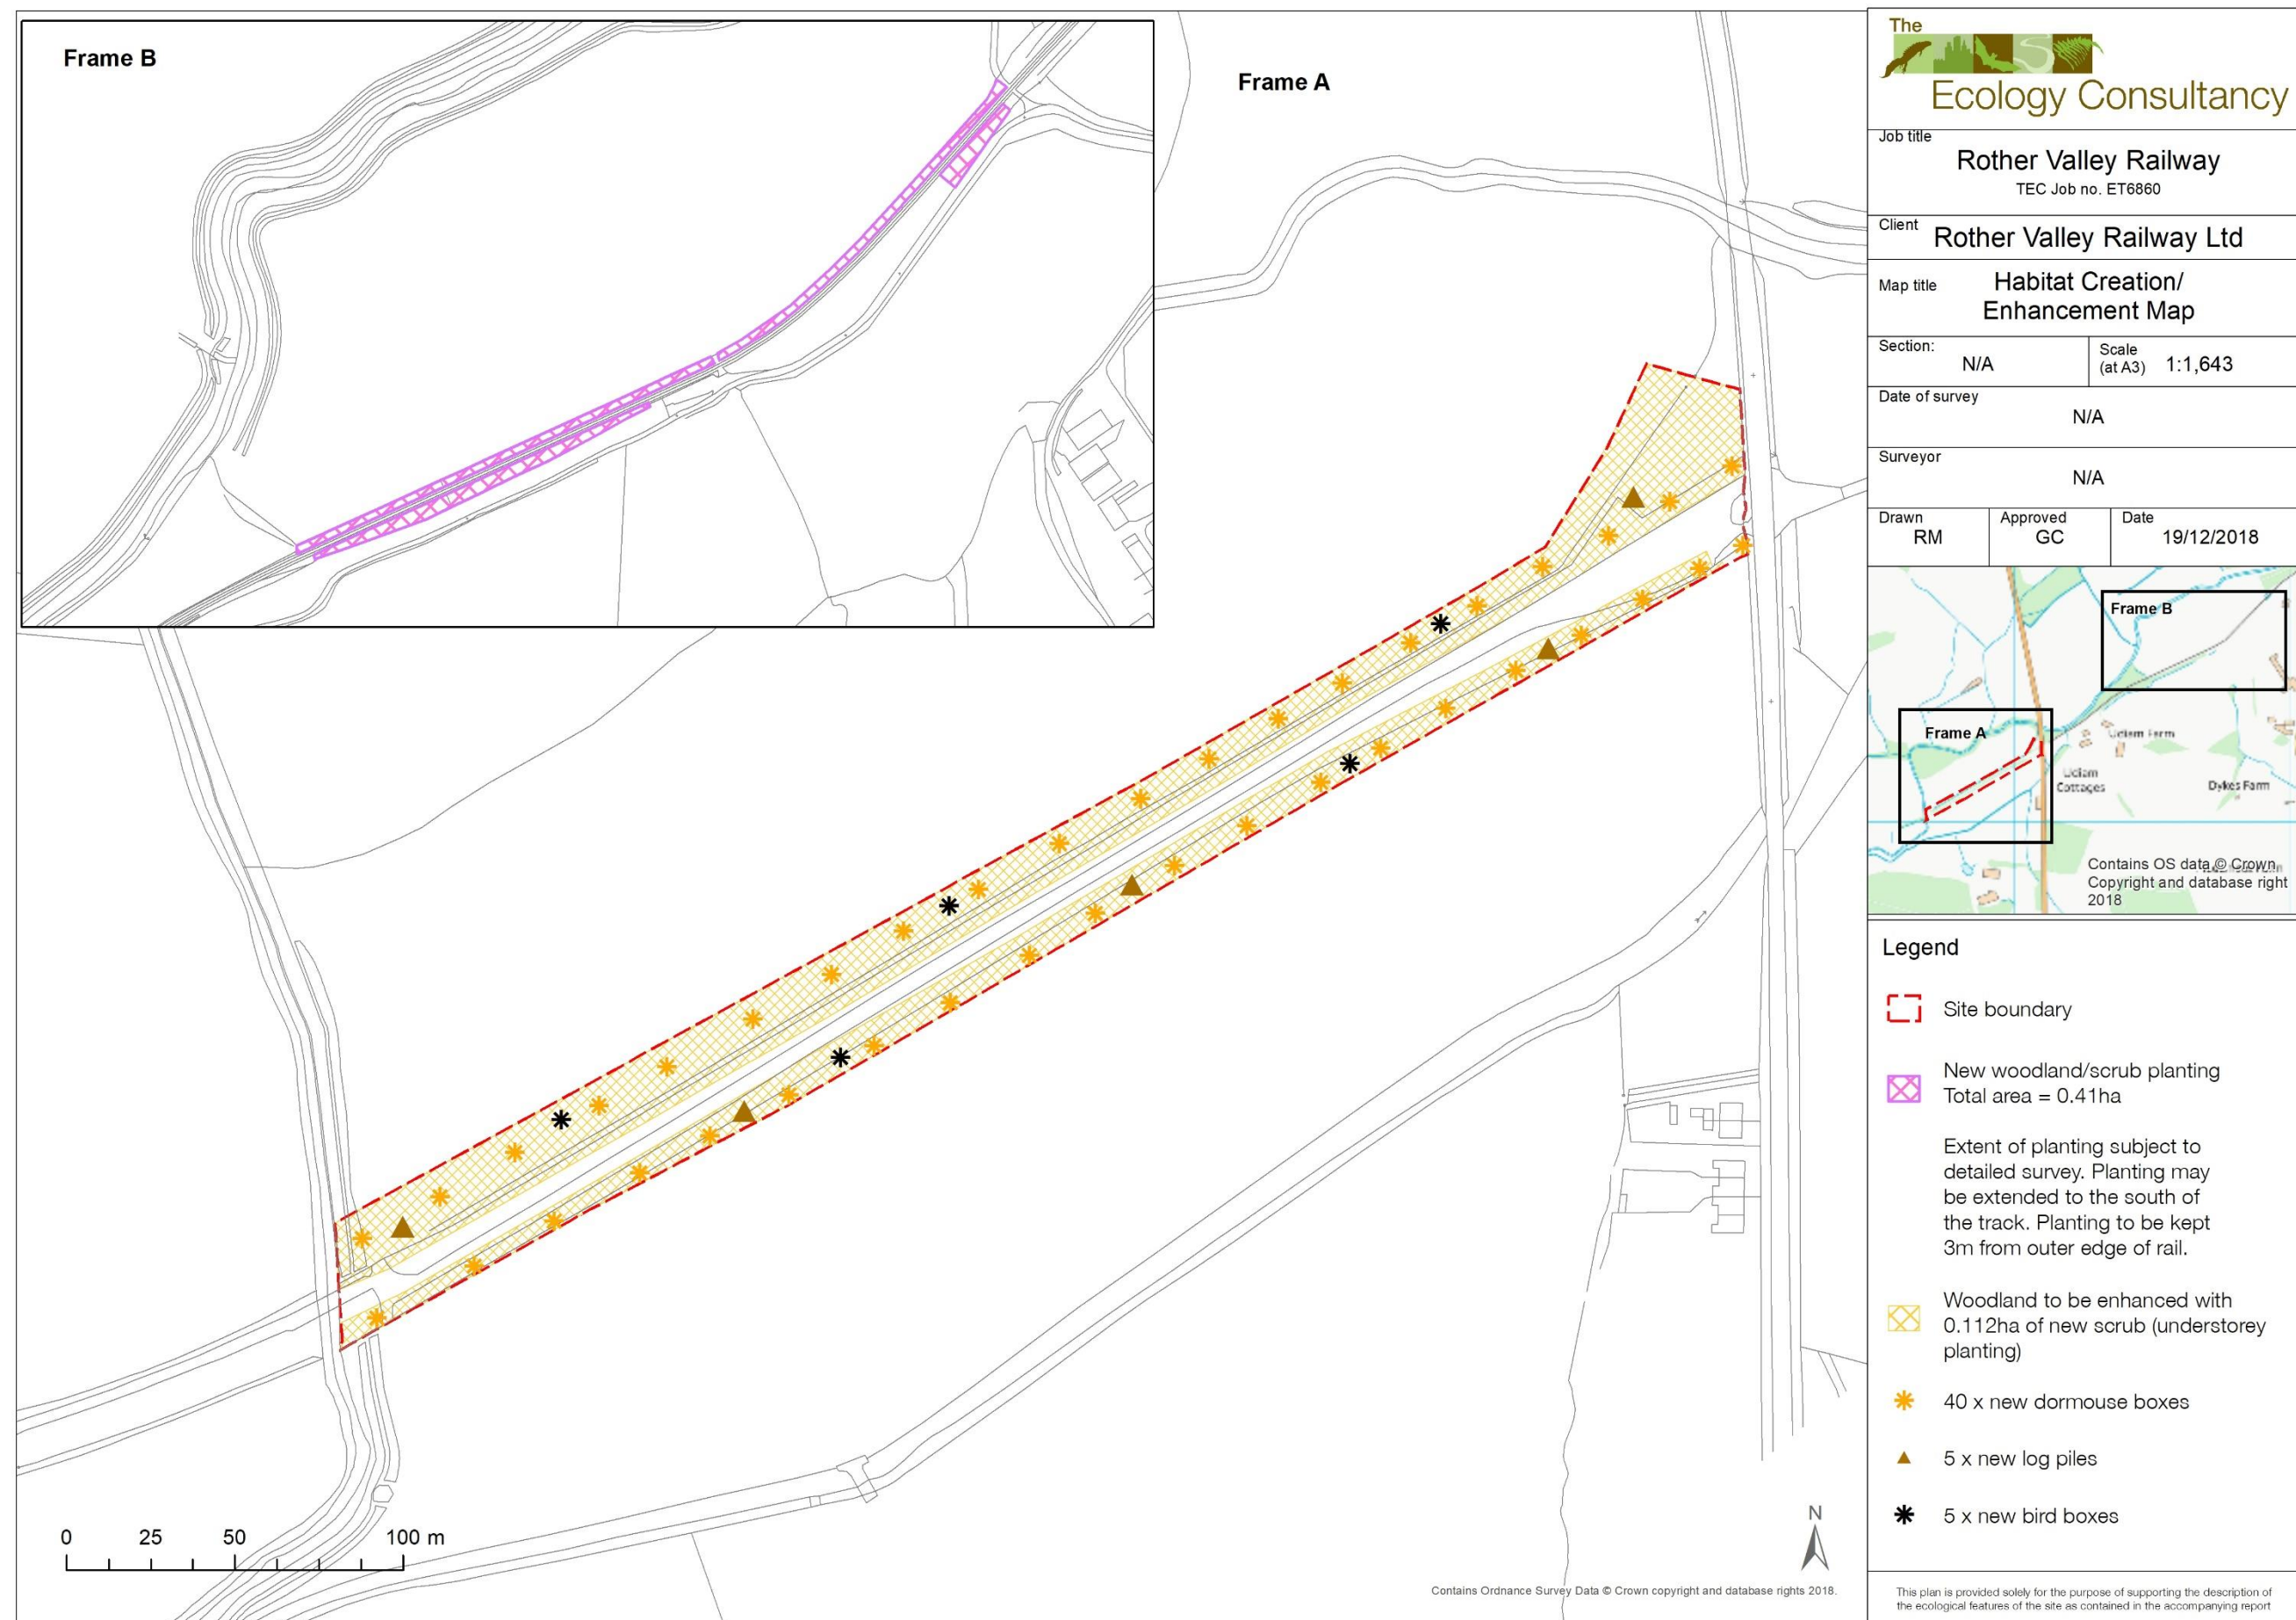 Frame B
Frame A
The
Ecology Consultancy
Job title
Rother Valley Railway
TEC Job no. ET6860
Client
Rother Valley Railway Ltd
Map title
Habitat Creation/
Enhancement Map
Section:
N/A
Scale
(at A3) 1:1,643
Date of survey
N/A
Surveyor
N/A
Drawn
RM
Approved
GC
Date
19/12/2018
Frame B
Frame A
Farm
Cottages
Dykes Farm
Contains OS data © Crown
Copyright and database right
2018
Legend
Site boundary
New woodland/scrub planting
Total area = 0.41ha
Extent of planting subject to
detailed survey. Planting may
be extended to the south of
the track. Planting to be kept
3m from outer edge of rail.
Woodland to be enhanced with
0.112ha of new scrub (understorey
planting)
40 x new dormouse boxes
5 x new log piles
5 x new bird boxes
0 25 50 100 m
N
Contains Ordnance Survey Data © Crown copyright and database rights 2018.
This plan is provided solely for the purpose of supporting the description of
the ecological features of the site as contained in the accompanying report